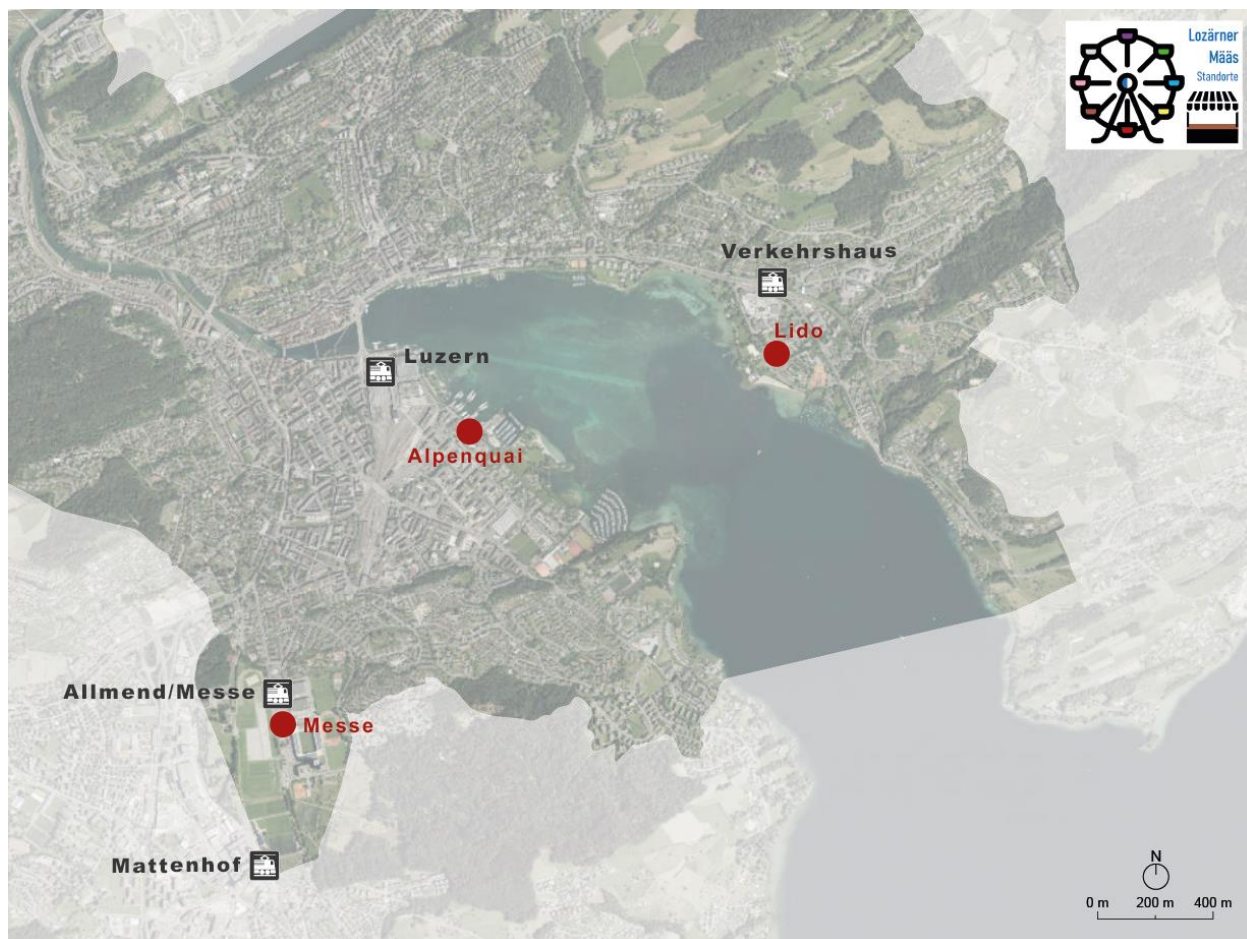 Lozärner
Määs
Standorte
Verkehrshaus
Lido
Luzern
Alpenquai
Allmend/Messe
Messe
Mattenhof
N
0 m 200 m 400 m